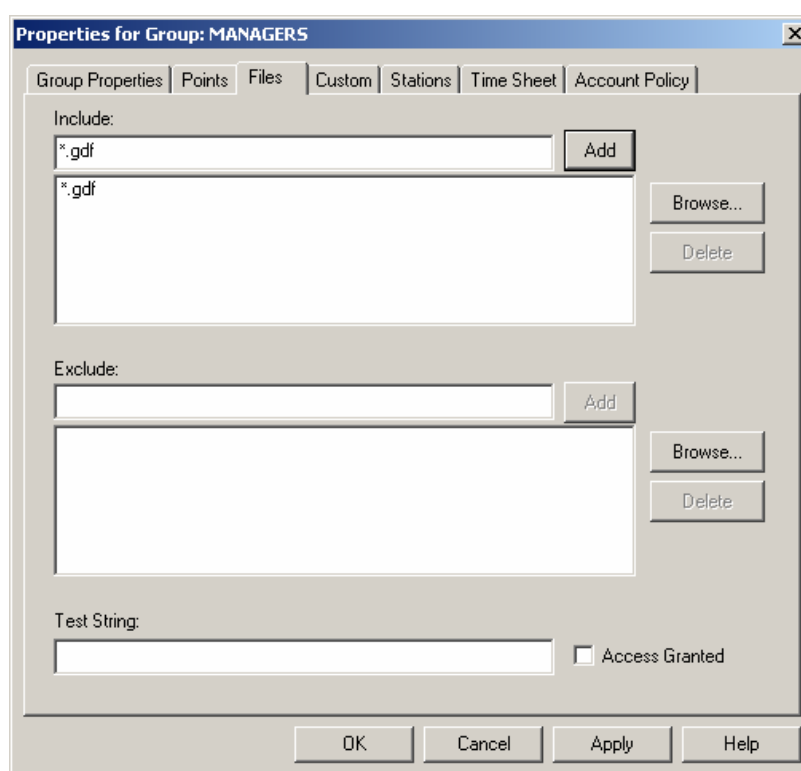 Properties for Group: MANAGERS
Group Properties Points Files Custom Stations Time Sheet Account Policy
Include:
*.gdf Add
*.gdf
Browse...
Delete
Exclude:
Add
Browse...
Delete
Test String:
Access Granted
OK Cancel Apply Help